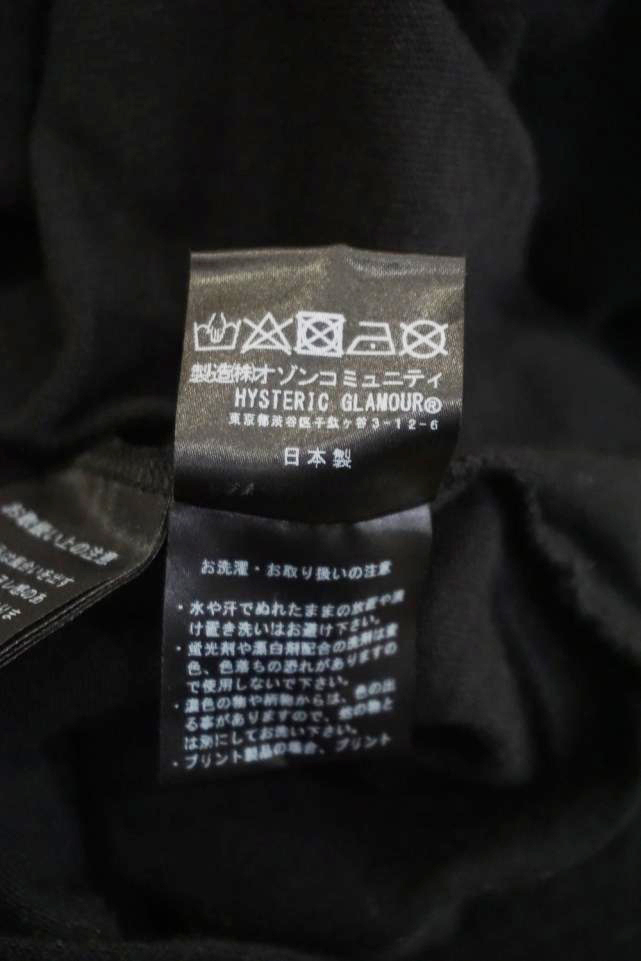 製造㈱オゾンコミュニティ
HYSTERIC GLAMOUR®
東京都渋谷区千駄ヶ谷3-12-6
日本製
お洗濯・お取り扱いの注意
・水や汗でぬれたままの放置や漬
け置き洗いはお避け下さい。
・蛍光剤や漂白剤配合の洗剤は変
色、色落ちの恐れがありますの
で使用しないで下さい。
・濃色の物や柄物からは、色の出
る事がありますので、他の物と
は別にしてお洗い下さい。
・プリント製品の場合、プリント
お取扱い上の注意